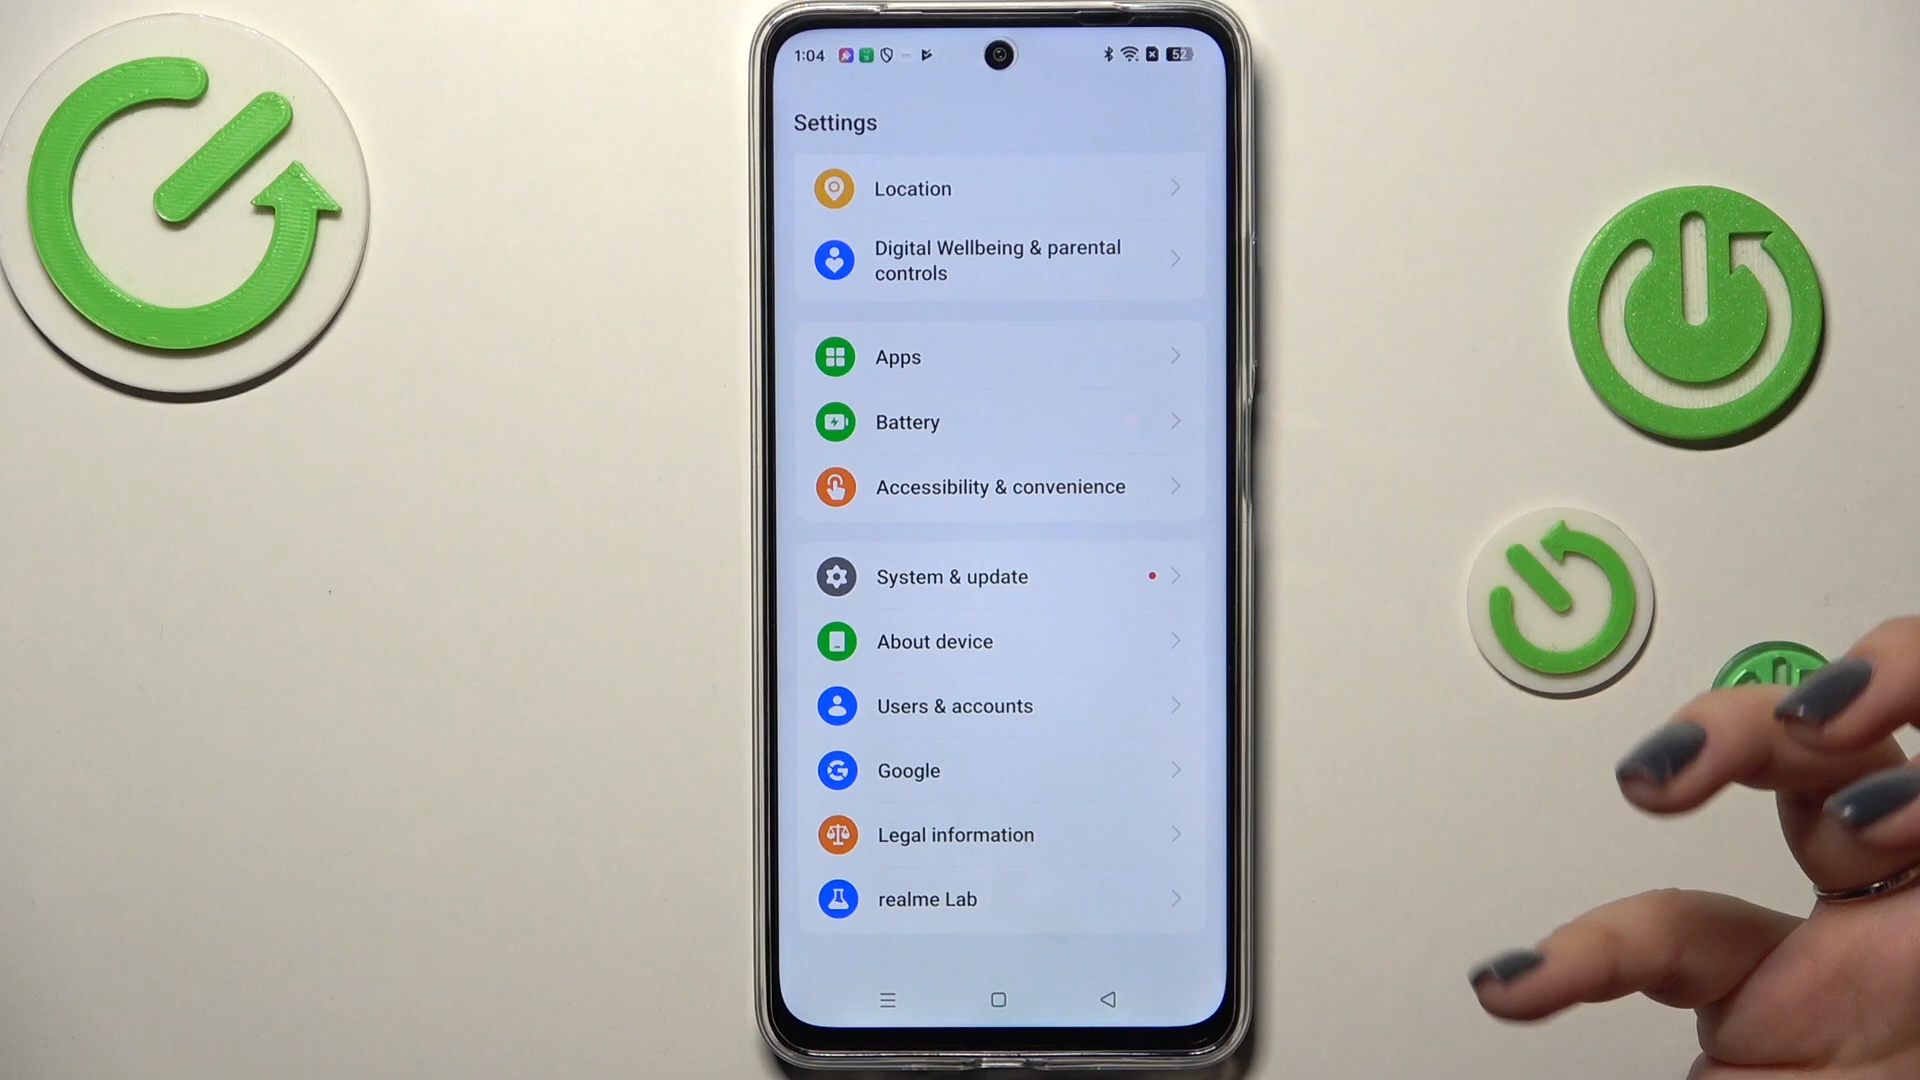 1:04
52
Settings
Location
Digital Wellbeing & parental
controls
Apps
Battery
Accessibility & convenience
System & update
About device
Users & accounts
Google
Legal information
realme Lab